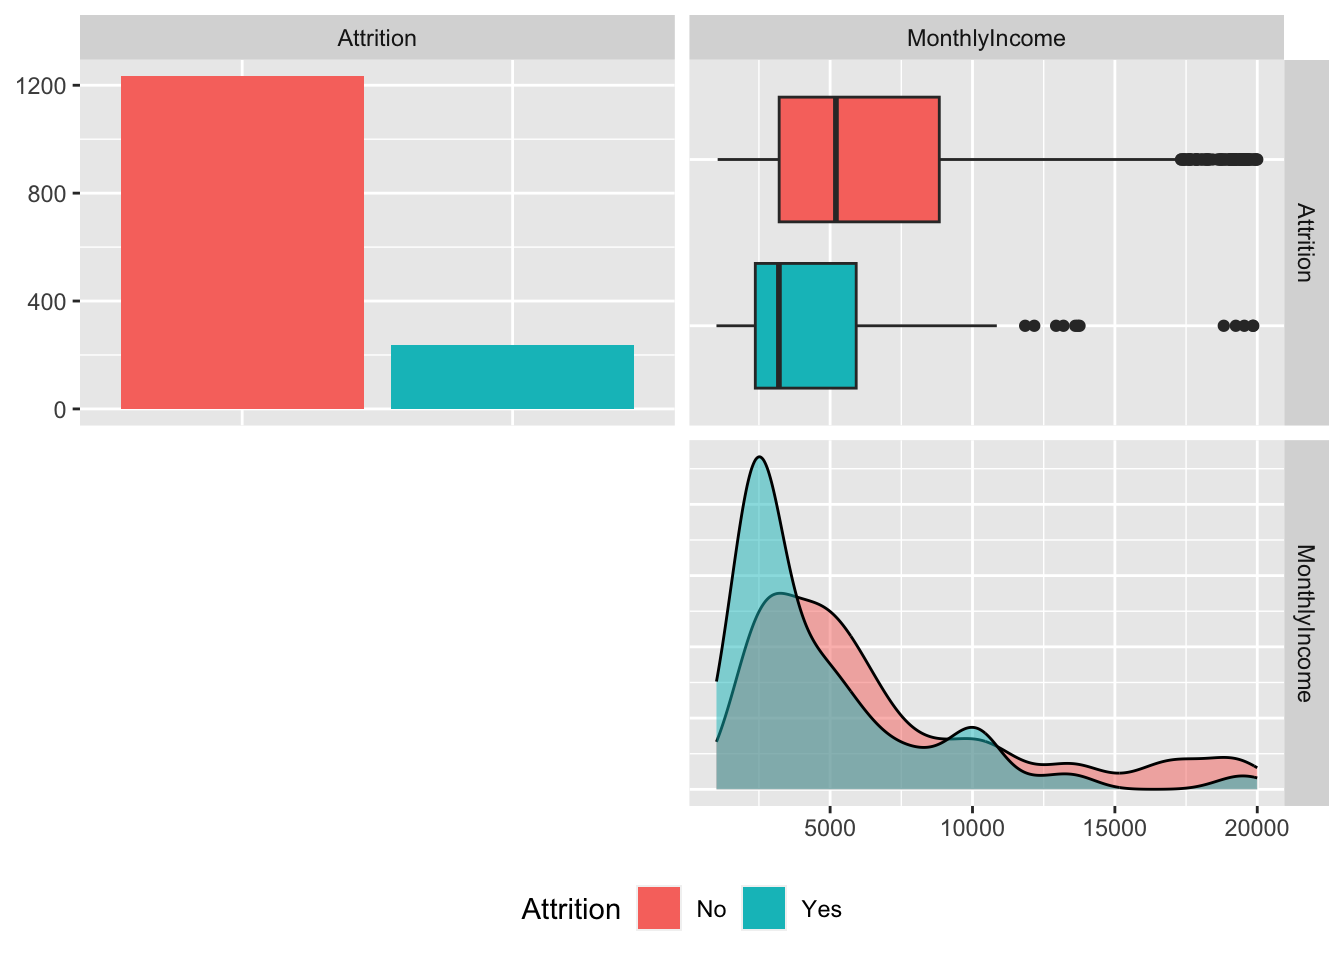 Attrition
MonthlyIncome
1200
800
400
0
Attrition
MonthlyIncome
5000 10000 15000 20000
Attrition No Yes